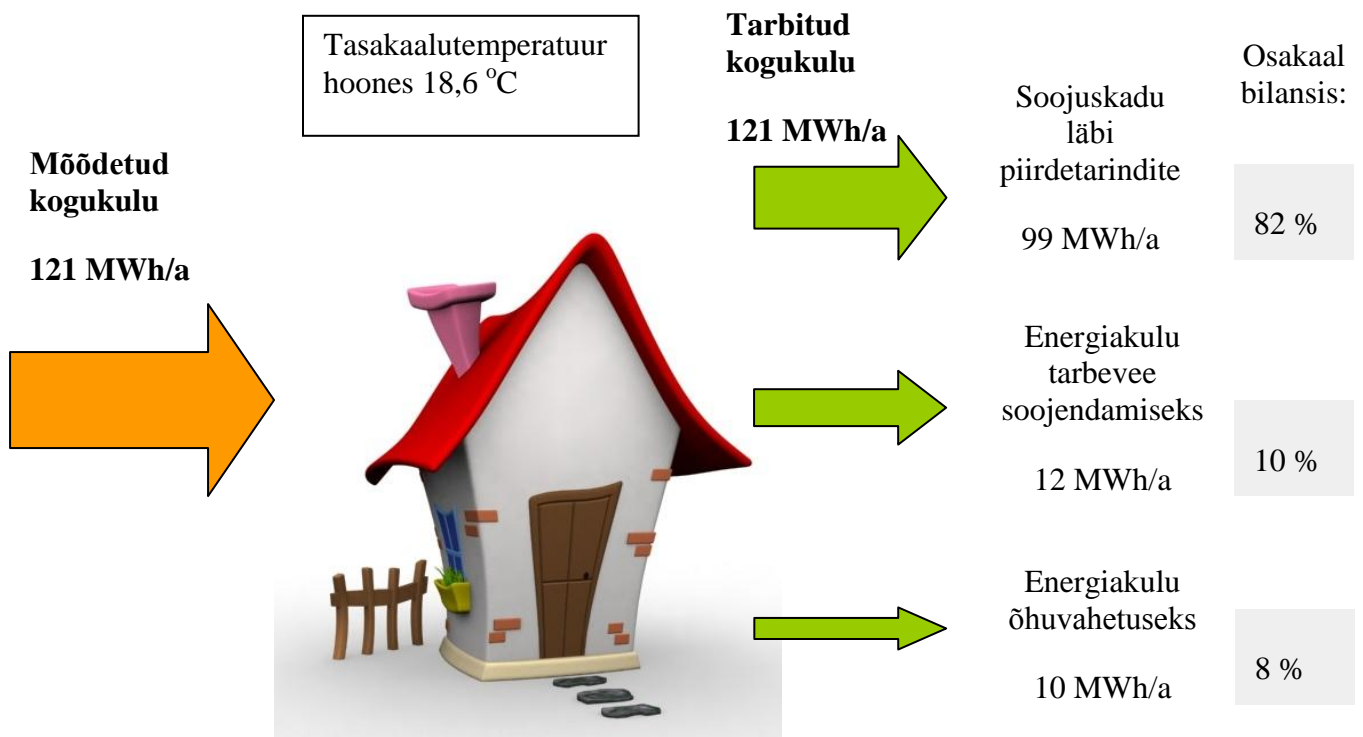 Tasakaalutemperatuur
hoones 18,6 °C
Mõõdetud
kogukulu
121 MWh/a
Tarbitud
kogukulu
121 MWh/a
Osakaal
bilansis:
Soojuskadu
läbi
piirdetarindite
99 MWh/a
82 %
Energiakulu
tarbevee
soojendamiseks
12 MWh/a
10 %
Energiakulu
õhuvahetuseks
10 MWh/a
8 %